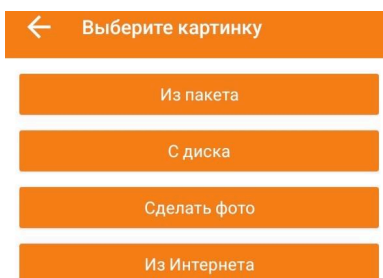 Выберите картинку
Из пакета
С диска
Сделать фото
Из Интернета